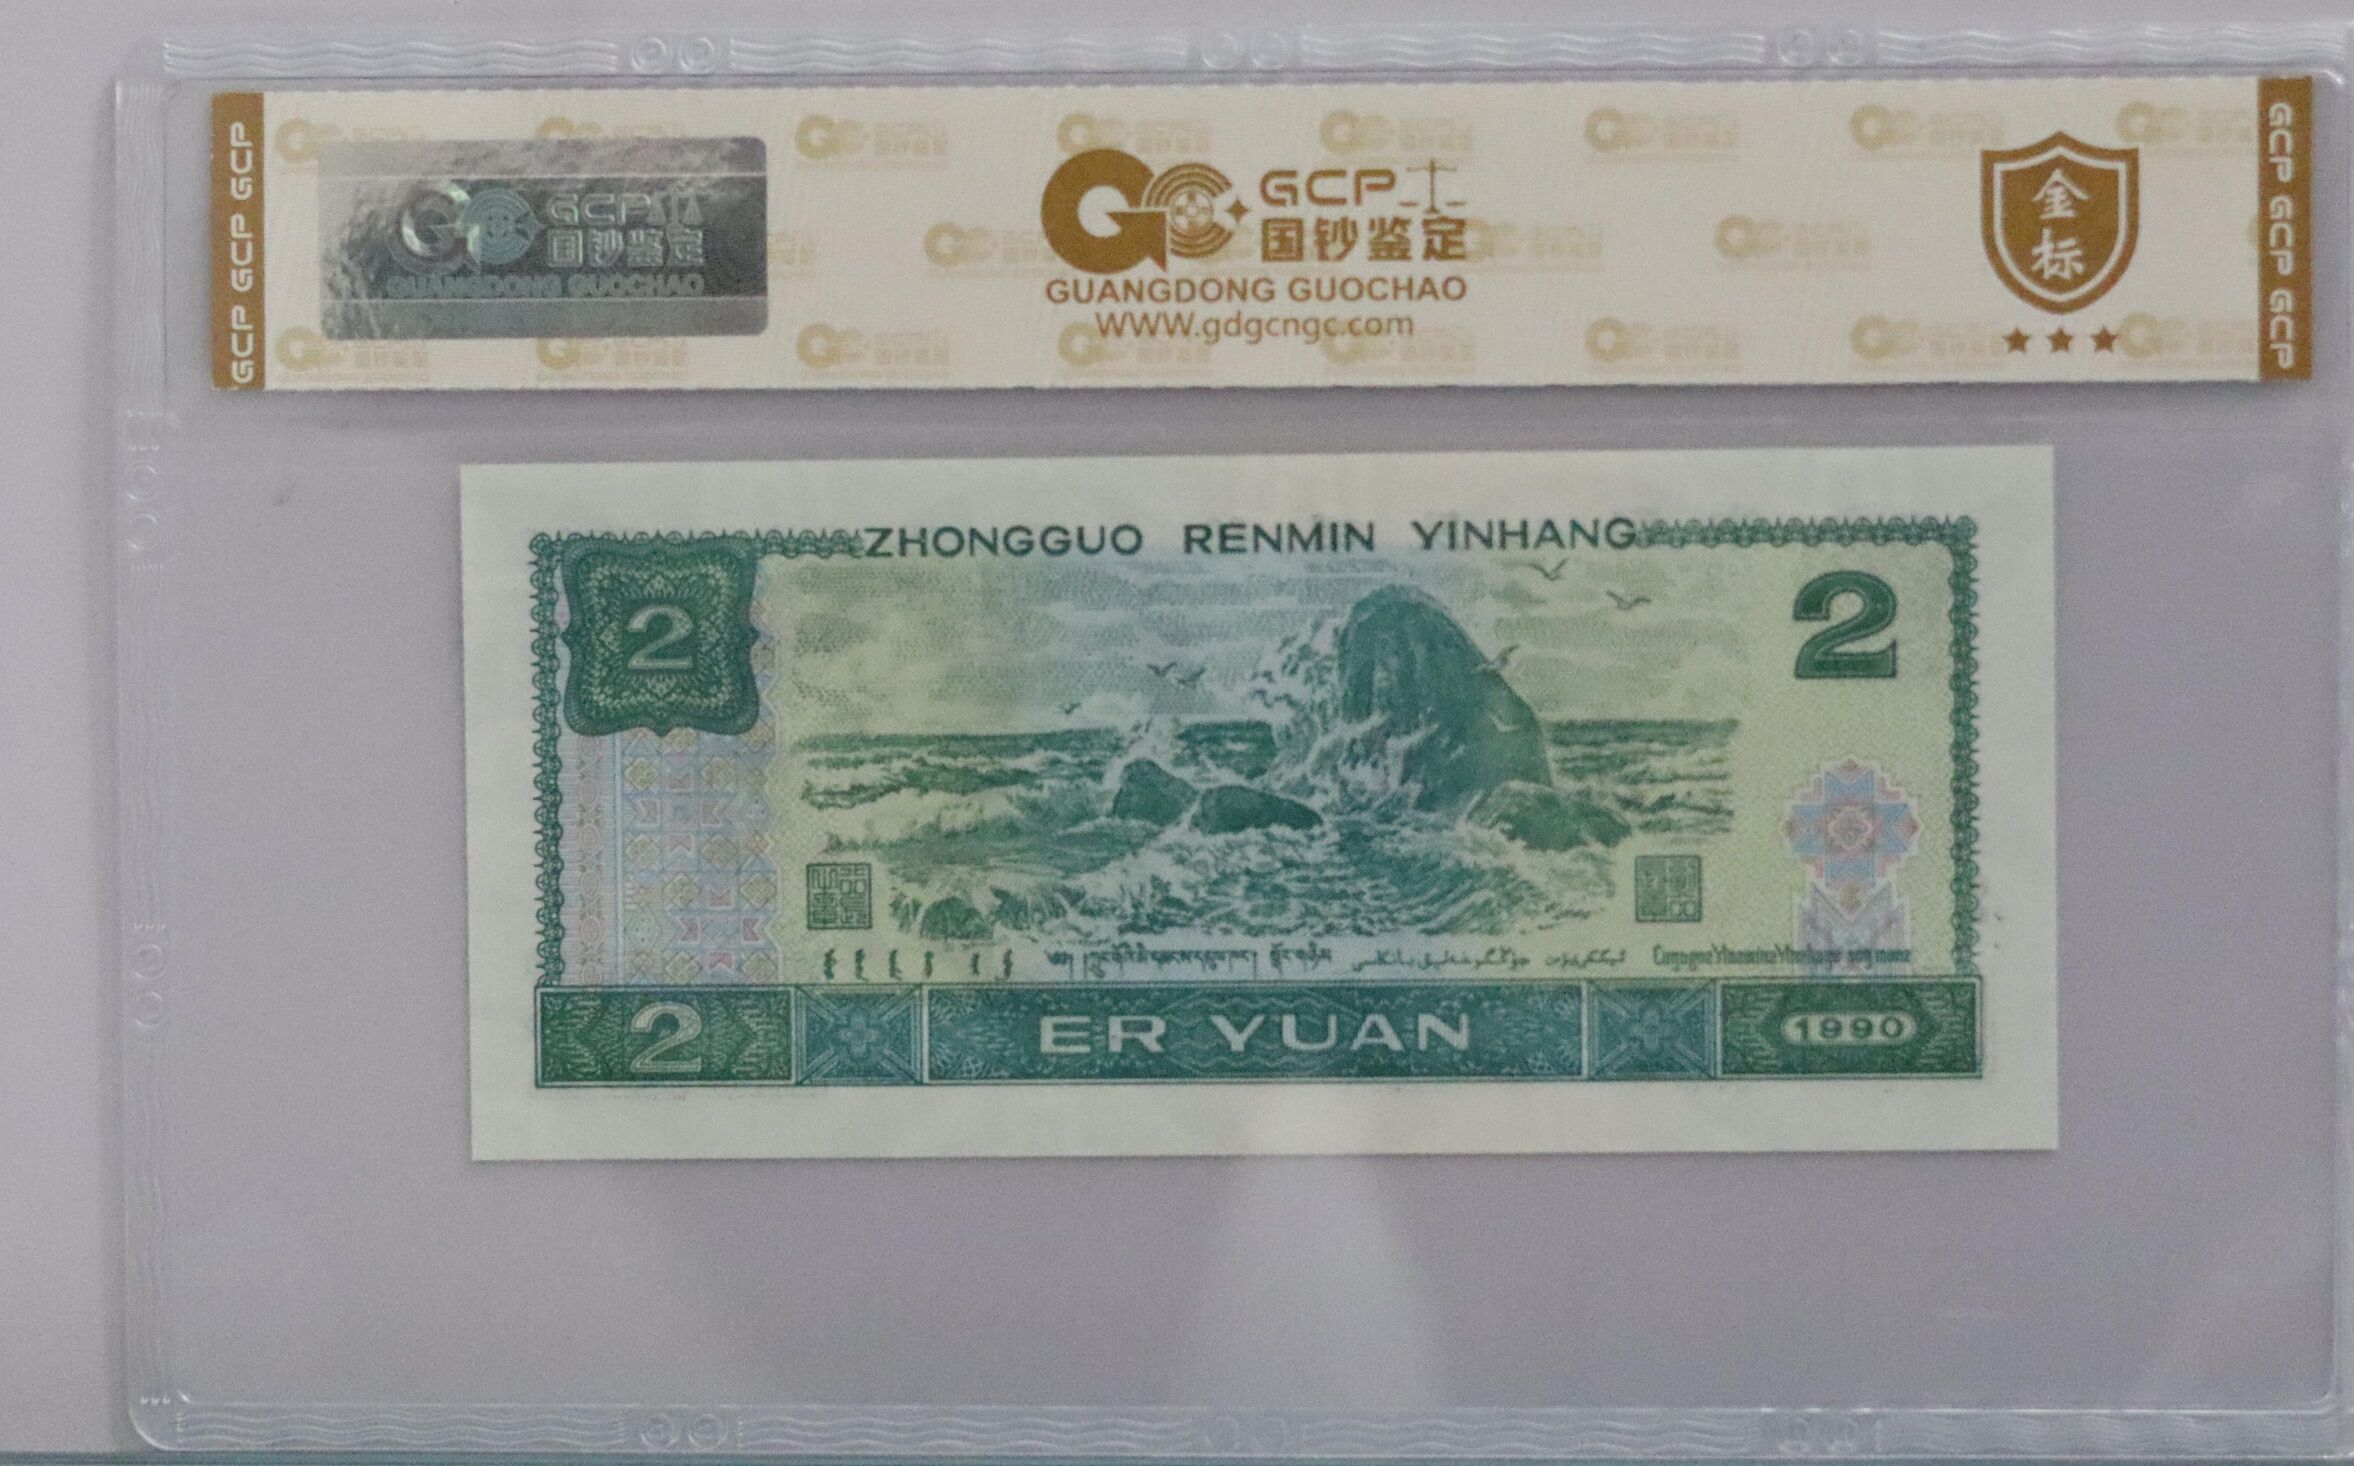 GCP GCP GCP
GCP
国钞鉴定
GUANGDONG GUOCHAO
GCP
国钞鉴定
GUANGDONG GUOCHAO
WWW.gdgcngc.com
金
标
GCP GCP GCP
ZHONGGUO RENMIN YINHANG
2
2
2
ER YUAN
1990